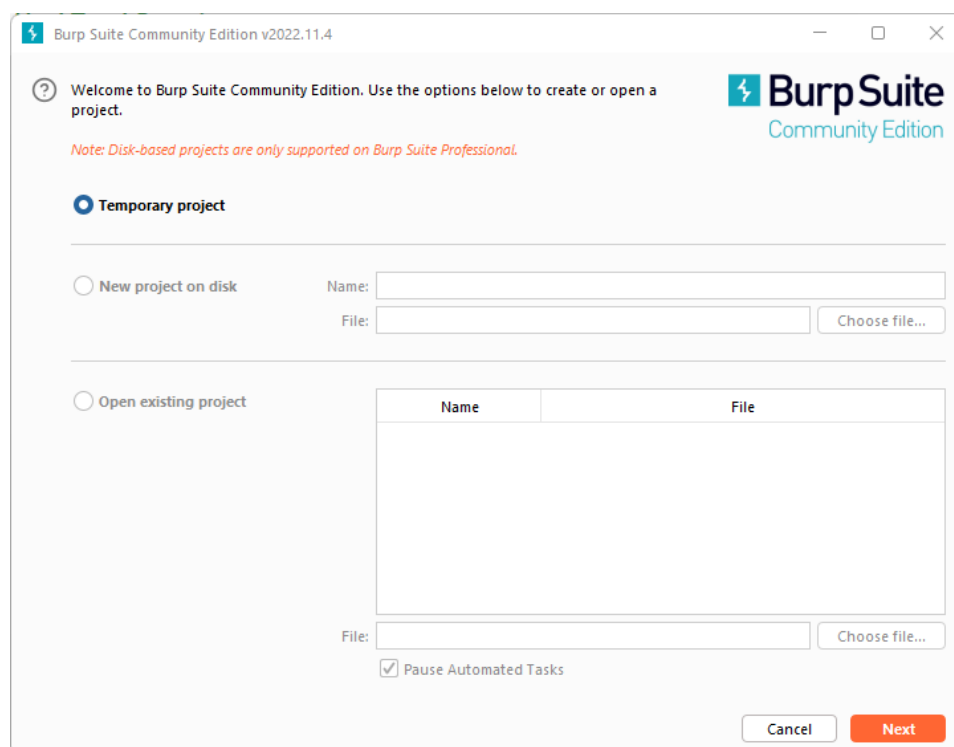 Burp Suite Community Edition v2022.11.4
Welcome to Burp Suite Community Edition. Use the options below to create or open a
project.
Burp Suite
Community Edition
Note: Disk-based projects are only supported on Burp Suite Professional.
Temporary project
New project on disk
Name:
File:
Choose file...
Open existing project
Name
File
File:
Choose file...
Pause Automated Tasks
Cancel
Next